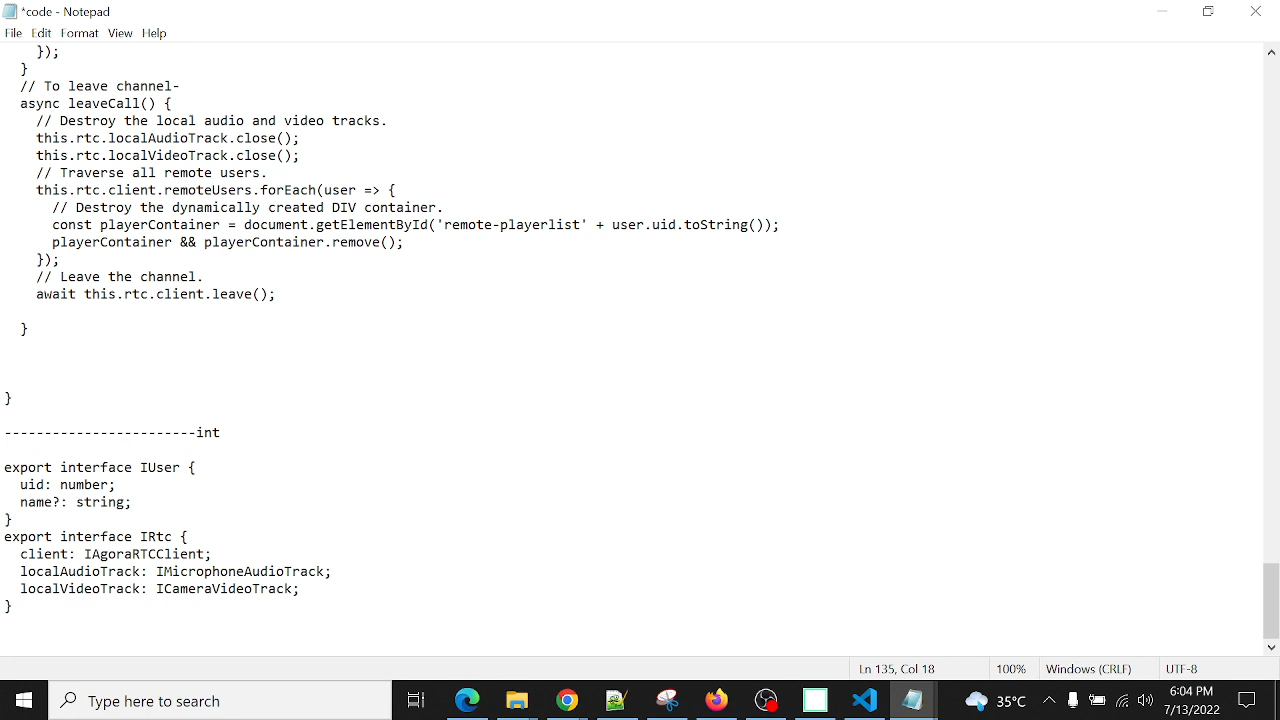 *code - Notepad
File Edit Format View Help
});
}
// To leave channel-
async leaveCall() {
// Destroy the local audio and video tracks.
this.rtc.localAudioTrack.close();
this.rtc.localVideoTrack.close();
// Traverse all remote users.
this.rtc.client.remoteUsers.forEach(user => {
// Destroy the dynamically created DIV container.
const playerContainer = document.getElementById('remote-playerlist' + user.uid.toString());
playerContainer && playerContainer.remove();
});
// Leave the channel.
await this.rtc.client.leave();
}
}
------------------------int
export interface IUser {
uid: number;
name?: string;
}
export interface IRtc {
client: IAgoraRTCClient;
localAudioTrack: IMicrophoneAudioTrack;
localVideoTrack: ICameraVideoTrack;
}
Ln 135, Col 18 100% Windows (CRLF) UTF-8
Type here to search
35°C
6:04 PM
7/13/2022